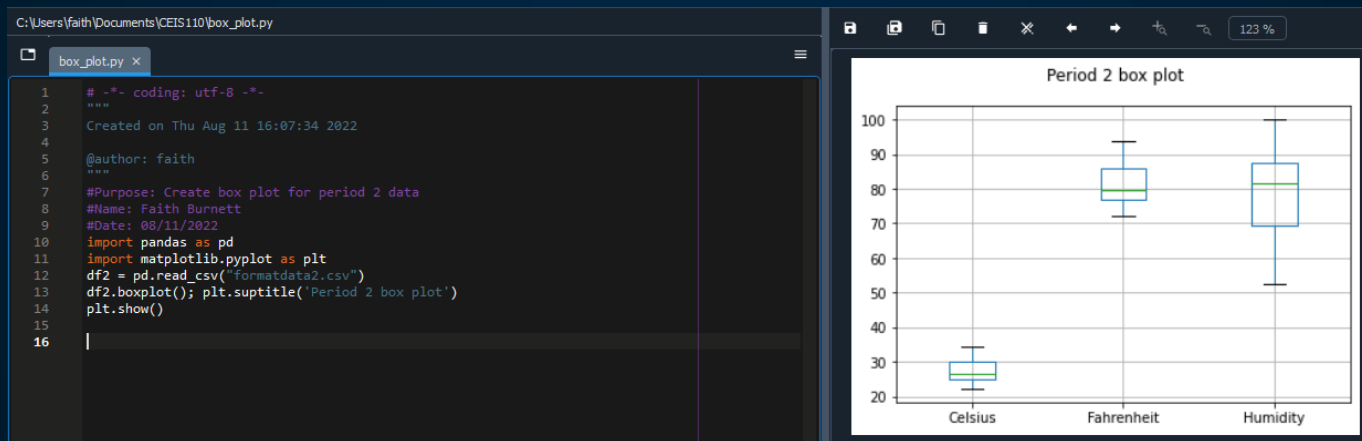 C:\Users\faith\Documents\CEIS110\box_plot.py
box_plot.py ×
1 # -*- coding: utf-8 -*-
2 """
3 Created on Thu Aug 11 16:07:34 2022
4
5 @author: faith
6 """
7 #Purpose: Create box plot for period 2 data
8 #Name: Faith Burnett
9 #Date: 08/11/2022
10 import pandas as pd
11 import matplotlib.pyplot as plt
12 df2 = pd.read_csv("formatdata2.csv")
13 df2.boxplot(); plt.suptitle('Period 2 box plot')
14 plt.show()
15
16
123 %
Period 2 box plot
100
90
80
70
60
50
40
30
20
Celsius Fahrenheit Humidity